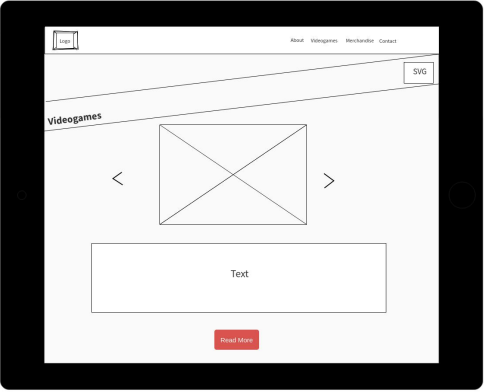 Logo
About Videogames Merchandise Contact
SVG
Videogames
Text
Read More